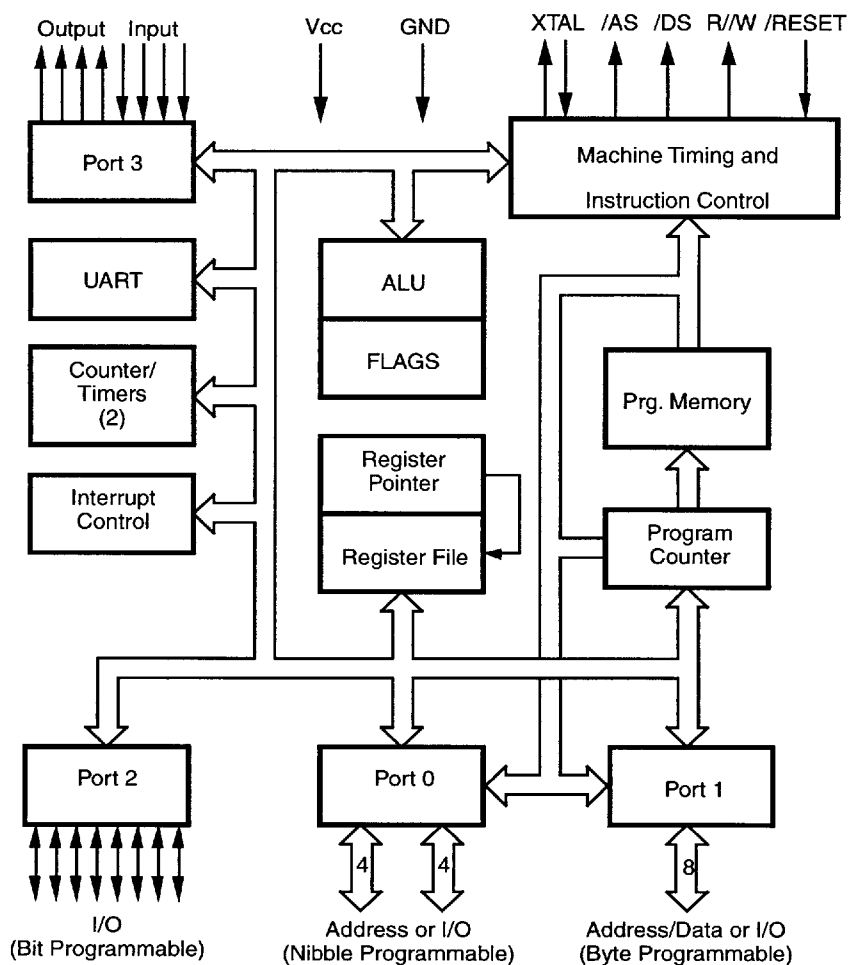 Output Input Vcc GND XTAL /AS /DS R//W /RESET
Port 3
Machine Timing and
Instruction Control
UART
ALU
FLAGS
Counter/
Timers
(2)
Prg. Memory
Register
Pointer
Interrupt
Control
Program
Counter
Register File
Port 2
Port 0
Port 1
4 4 8
I/O
(Bit Programmable)
Address or I/O
(Nibble Programmable)
Address/Data or I/O
(Byte Programmable)